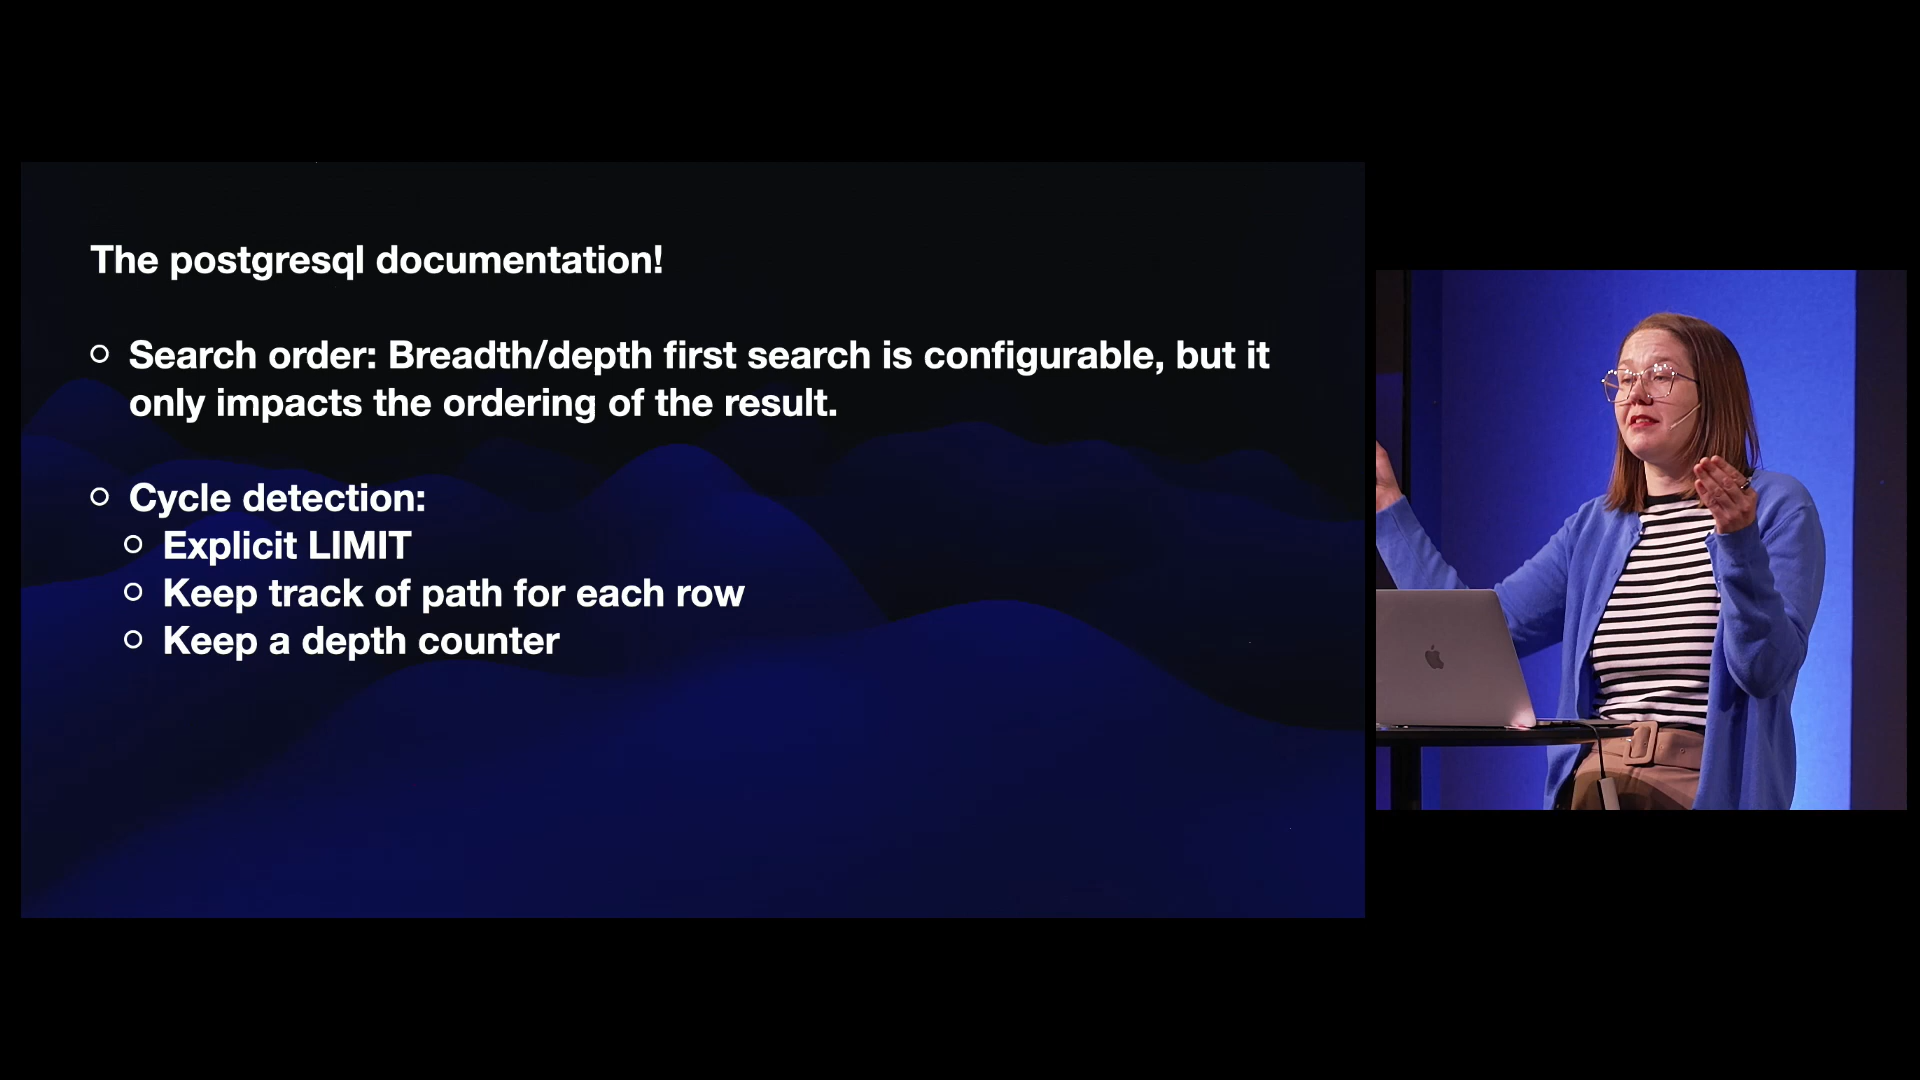 The postgresql documentation!
Search order: Breadth/depth first search is configurable, but it
only impacts the ordering of the result.
Cycle detection:
Explicit LIMIT
Keep track of path for each row
Keep a depth counter